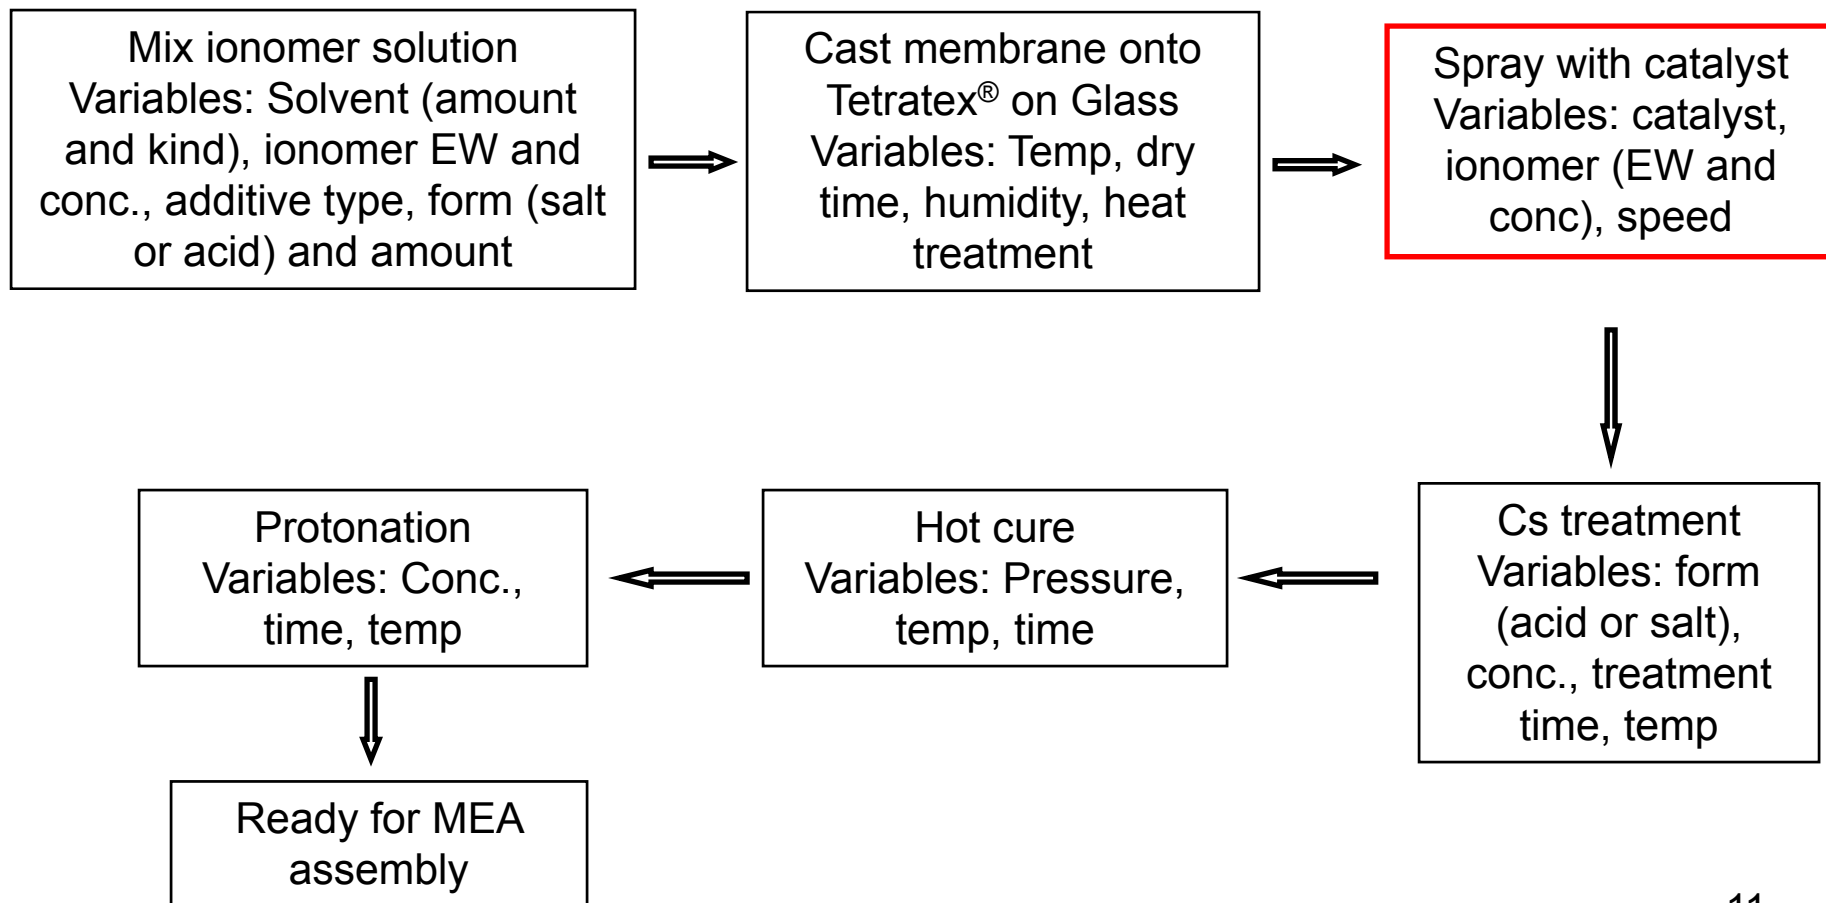 Mix ionomer solution
Variables: Solvent (amount
and kind), ionomer EW and
conc., additive type, form (salt
or acid) and amount
Cast membrane onto
Tetratex® on Glass
Variables: Temp, dry
time, humidity, heat
treatment
Spray with catalyst
Variables: catalyst,
ionomer (EW and
conc), speed
Cs treatment
Variables: form
(acid or salt),
conc., treatment
time, temp
Hot cure
Variables: Pressure,
temp, time
Protonation
Variables: Conc.,
time, temp
Ready for MEA
assembly
11